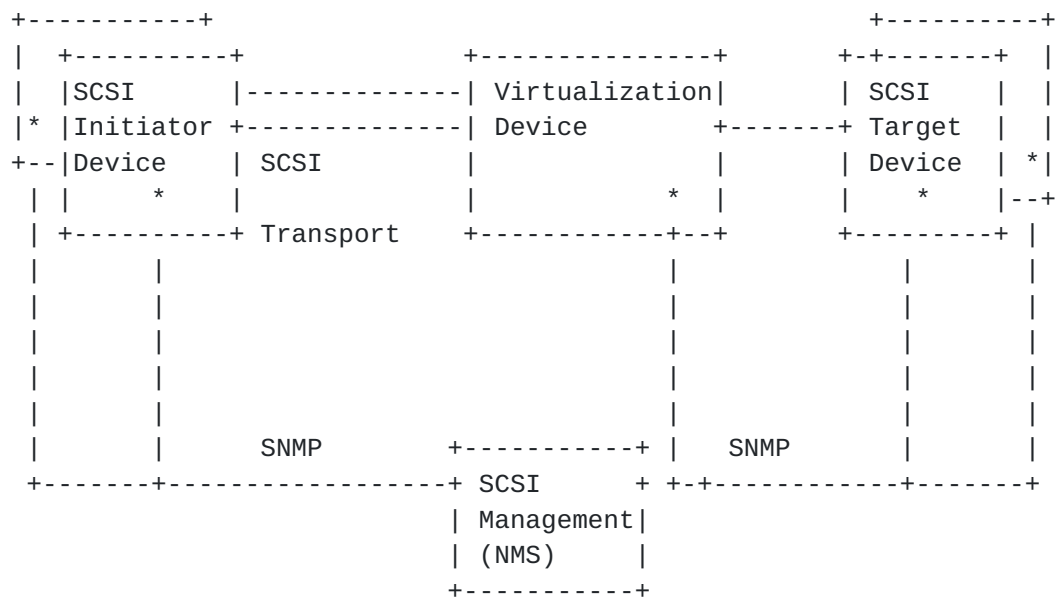 +-----------+                                          +----------+
|  +----------+              +---------------+       +-+-------+  |
|  |SCSI      |--------------| Virtualization|       | SCSI    |  |
|* |Initiator +--------------| Device        +-------+ Target  |  |
+--|Device    | SCSI         |               |       | Device  | *|
 | |     *    |              |            *  |       |    *    |--+
 | +----------+ Transport    +------------+--+       +---------+ |
 |       |                                |              |       |
 |       |                                |              |       |
 |       |                                |              |       |
 |       |                                |              |       |
 |       |                                |              |       |
 |       |      SNMP        +-----------+ |   SNMP       |       |
 +-------+------------------+ SCSI      + +-+------------+-------+
                            | Management|
                            | (NMS)     |
                            +-----------+